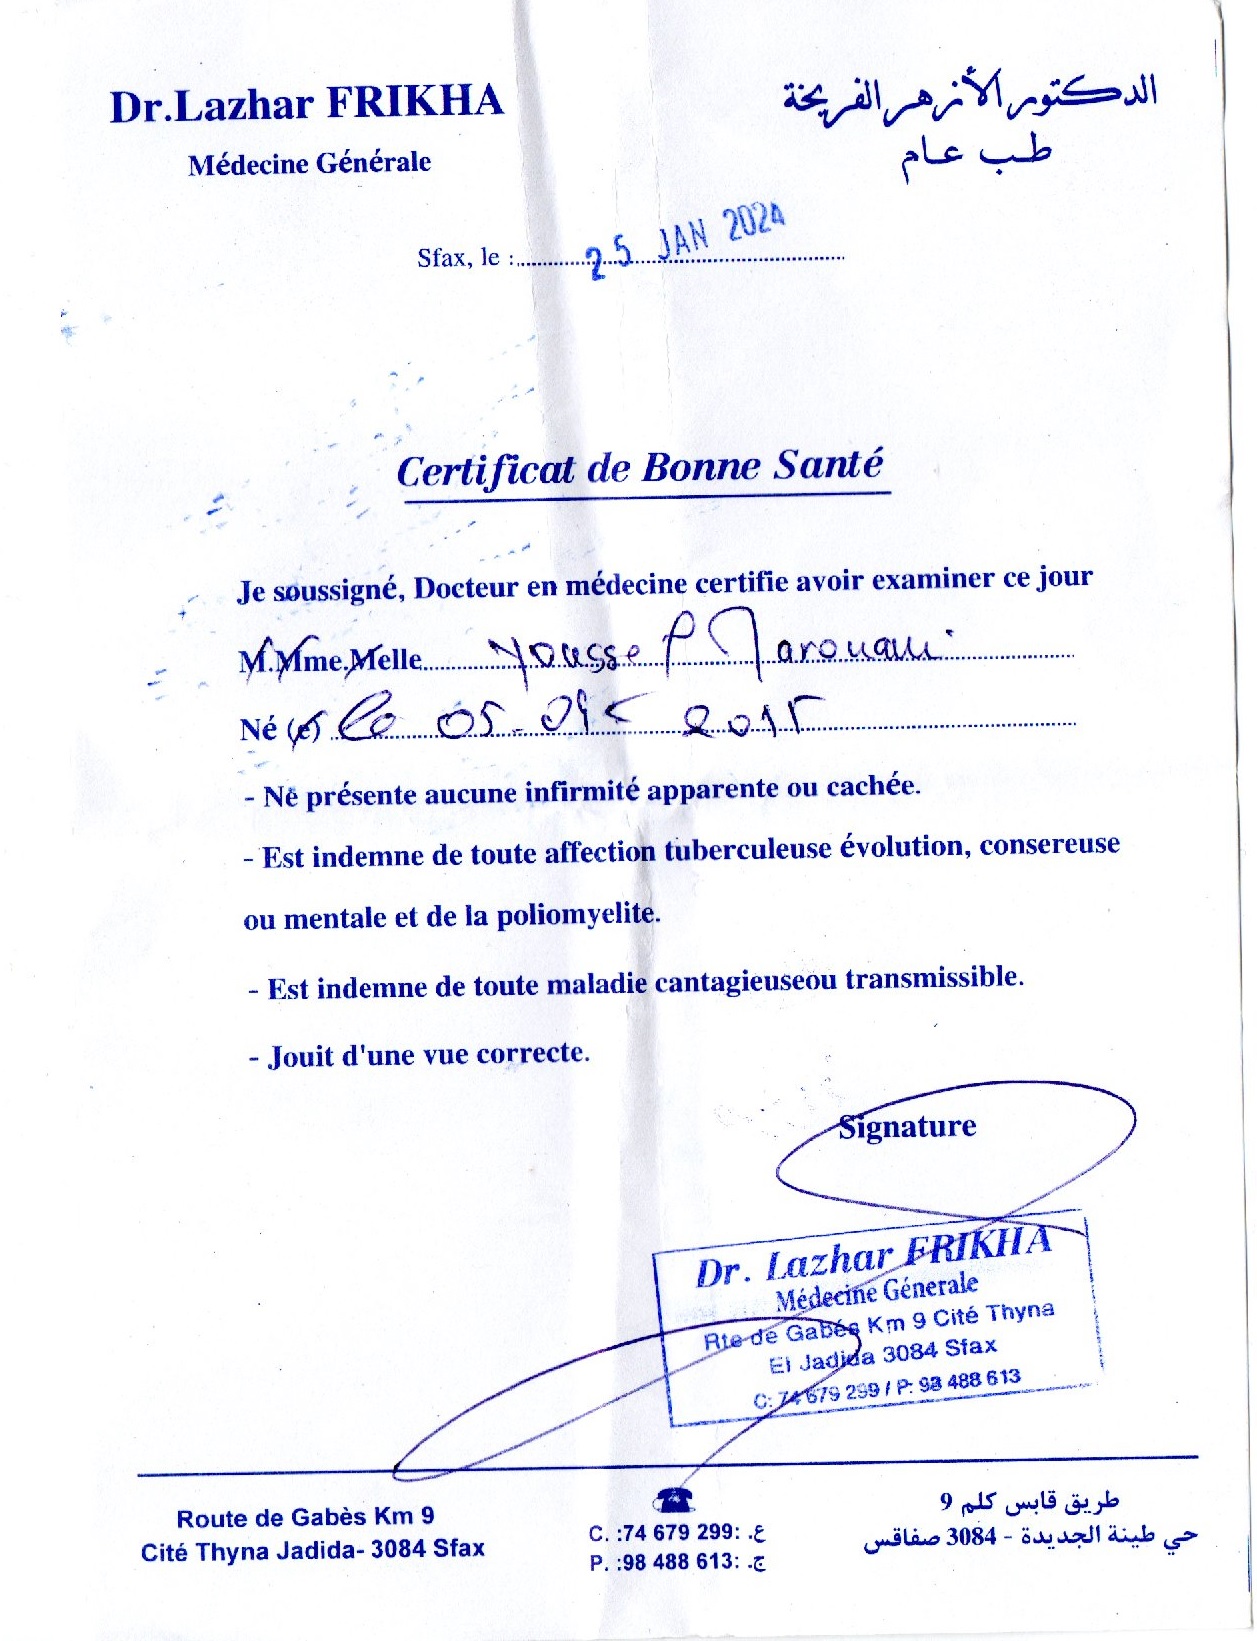 Dr.Lazhar FRIKHA
Médecine Générale
الدكتور الأزهر الفريخة
طب عام
Sfax, le : 25 JAN 2024
Certificat de Bonne Santé
Je soussigné, Docteur en médecine certifie avoir examiner ce jour
M.Mme.Melle Youssef Marouani
Né (e) le 05-04 2015
- Ne présente aucune infirmité apparente ou cachée.
- Est indemne de toute affection tuberculeuse évolution, consereuse
ou mentale et de la poliomyelite.
- Est indemne de toute maladie cantagieuseou transmissible.
- Jouit d'une vue correcte.
Signature
Dr. Lazhar FRIKHA
Médecine Génerale
Rte de Gabés Km 9 Cité Thyna
El Jadida 3084 Sfax
C: 74 679 299 / P: 98 488 613
Route de Gabès Km 9
Cité Thyna Jadida- 3084 Sfax
C. :74 679 299: .ع
P. :98 488 613: .ج
طريق قابس كلم 9
حي طينة الجديدة - 3084 صفاقس